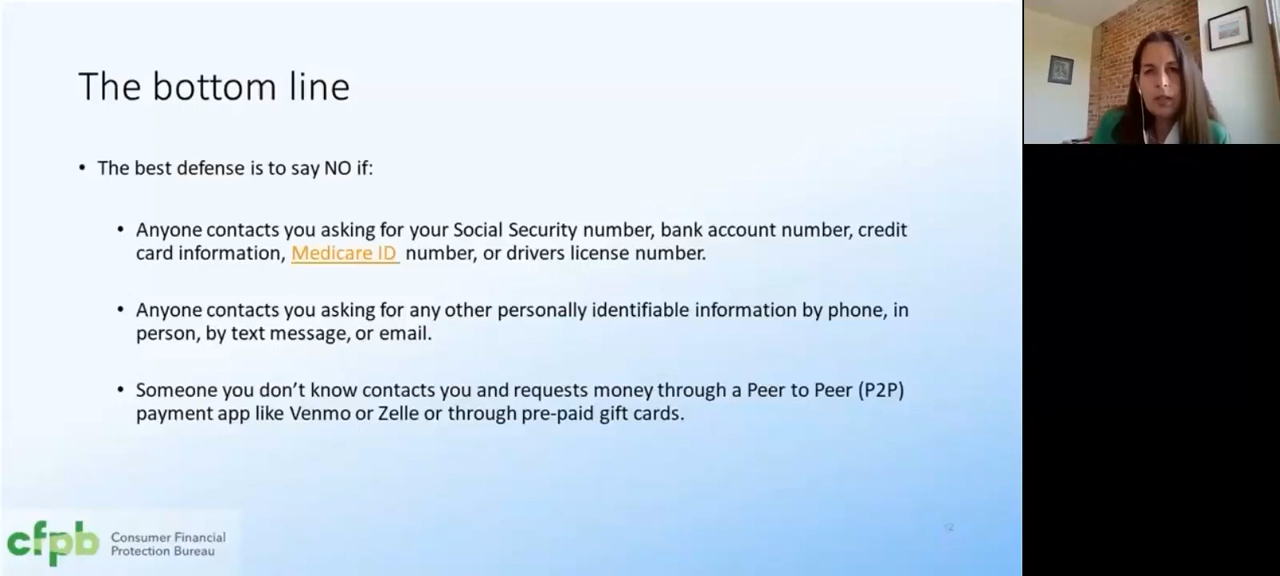 The bottom line
• The best defense is to say NO if:
• Anyone contacts you asking for your Social Security number, bank account number, credit
card information, Medicare ID number, or drivers license number.
• Anyone contacts you asking for any other personally identifiable information by phone, in
person, by text message, or email.
• Someone you don’t know contacts you and requests money through a Peer to Peer (P2P)
payment app like Venmo or Zelle or through pre-paid gift cards.
12
cfpb
Consumer Financial
Protection Bureau